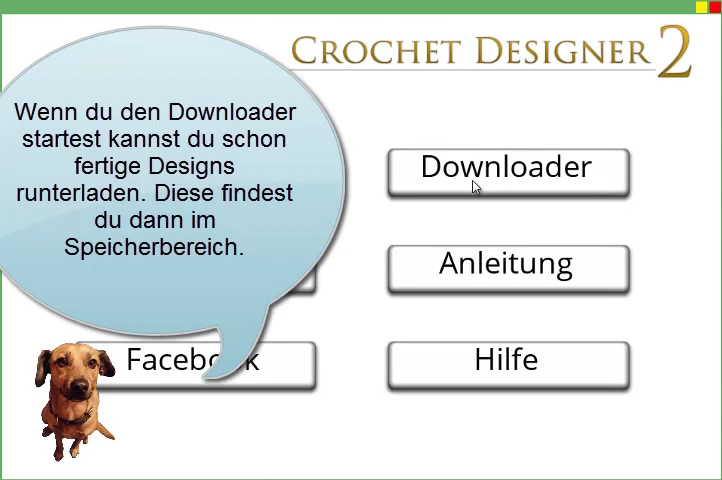 CROCHET DESIGNER 2
Wenn du den Downloader
startest kannst du schon
fertige Designs
runterladen. Diese findest
du dann im
Speicherbereich.
Downloader
Anleitung
Facebook
Hilfe